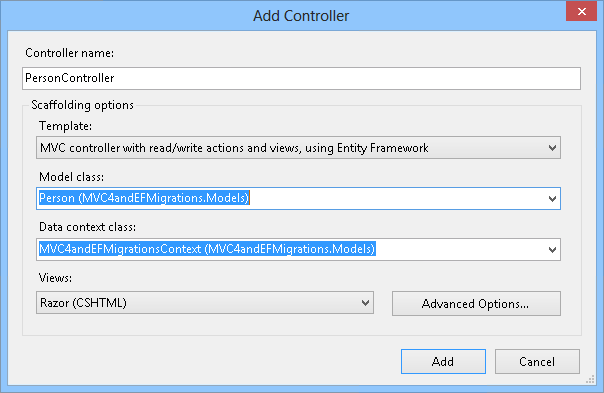 Add Controller
Controller name:
PersonController
Scaffolding options
Template:
MVC controller with read/write actions and views, using Entity Framework
Model class:
Person (MVC4andEFMigrations.Models)
Data context class:
MVC4andEFMigrationsContext (MVC4andEFMigrations.Models)
Views:
Razor (CSHTML)
Advanced Options...
Add
Cancel